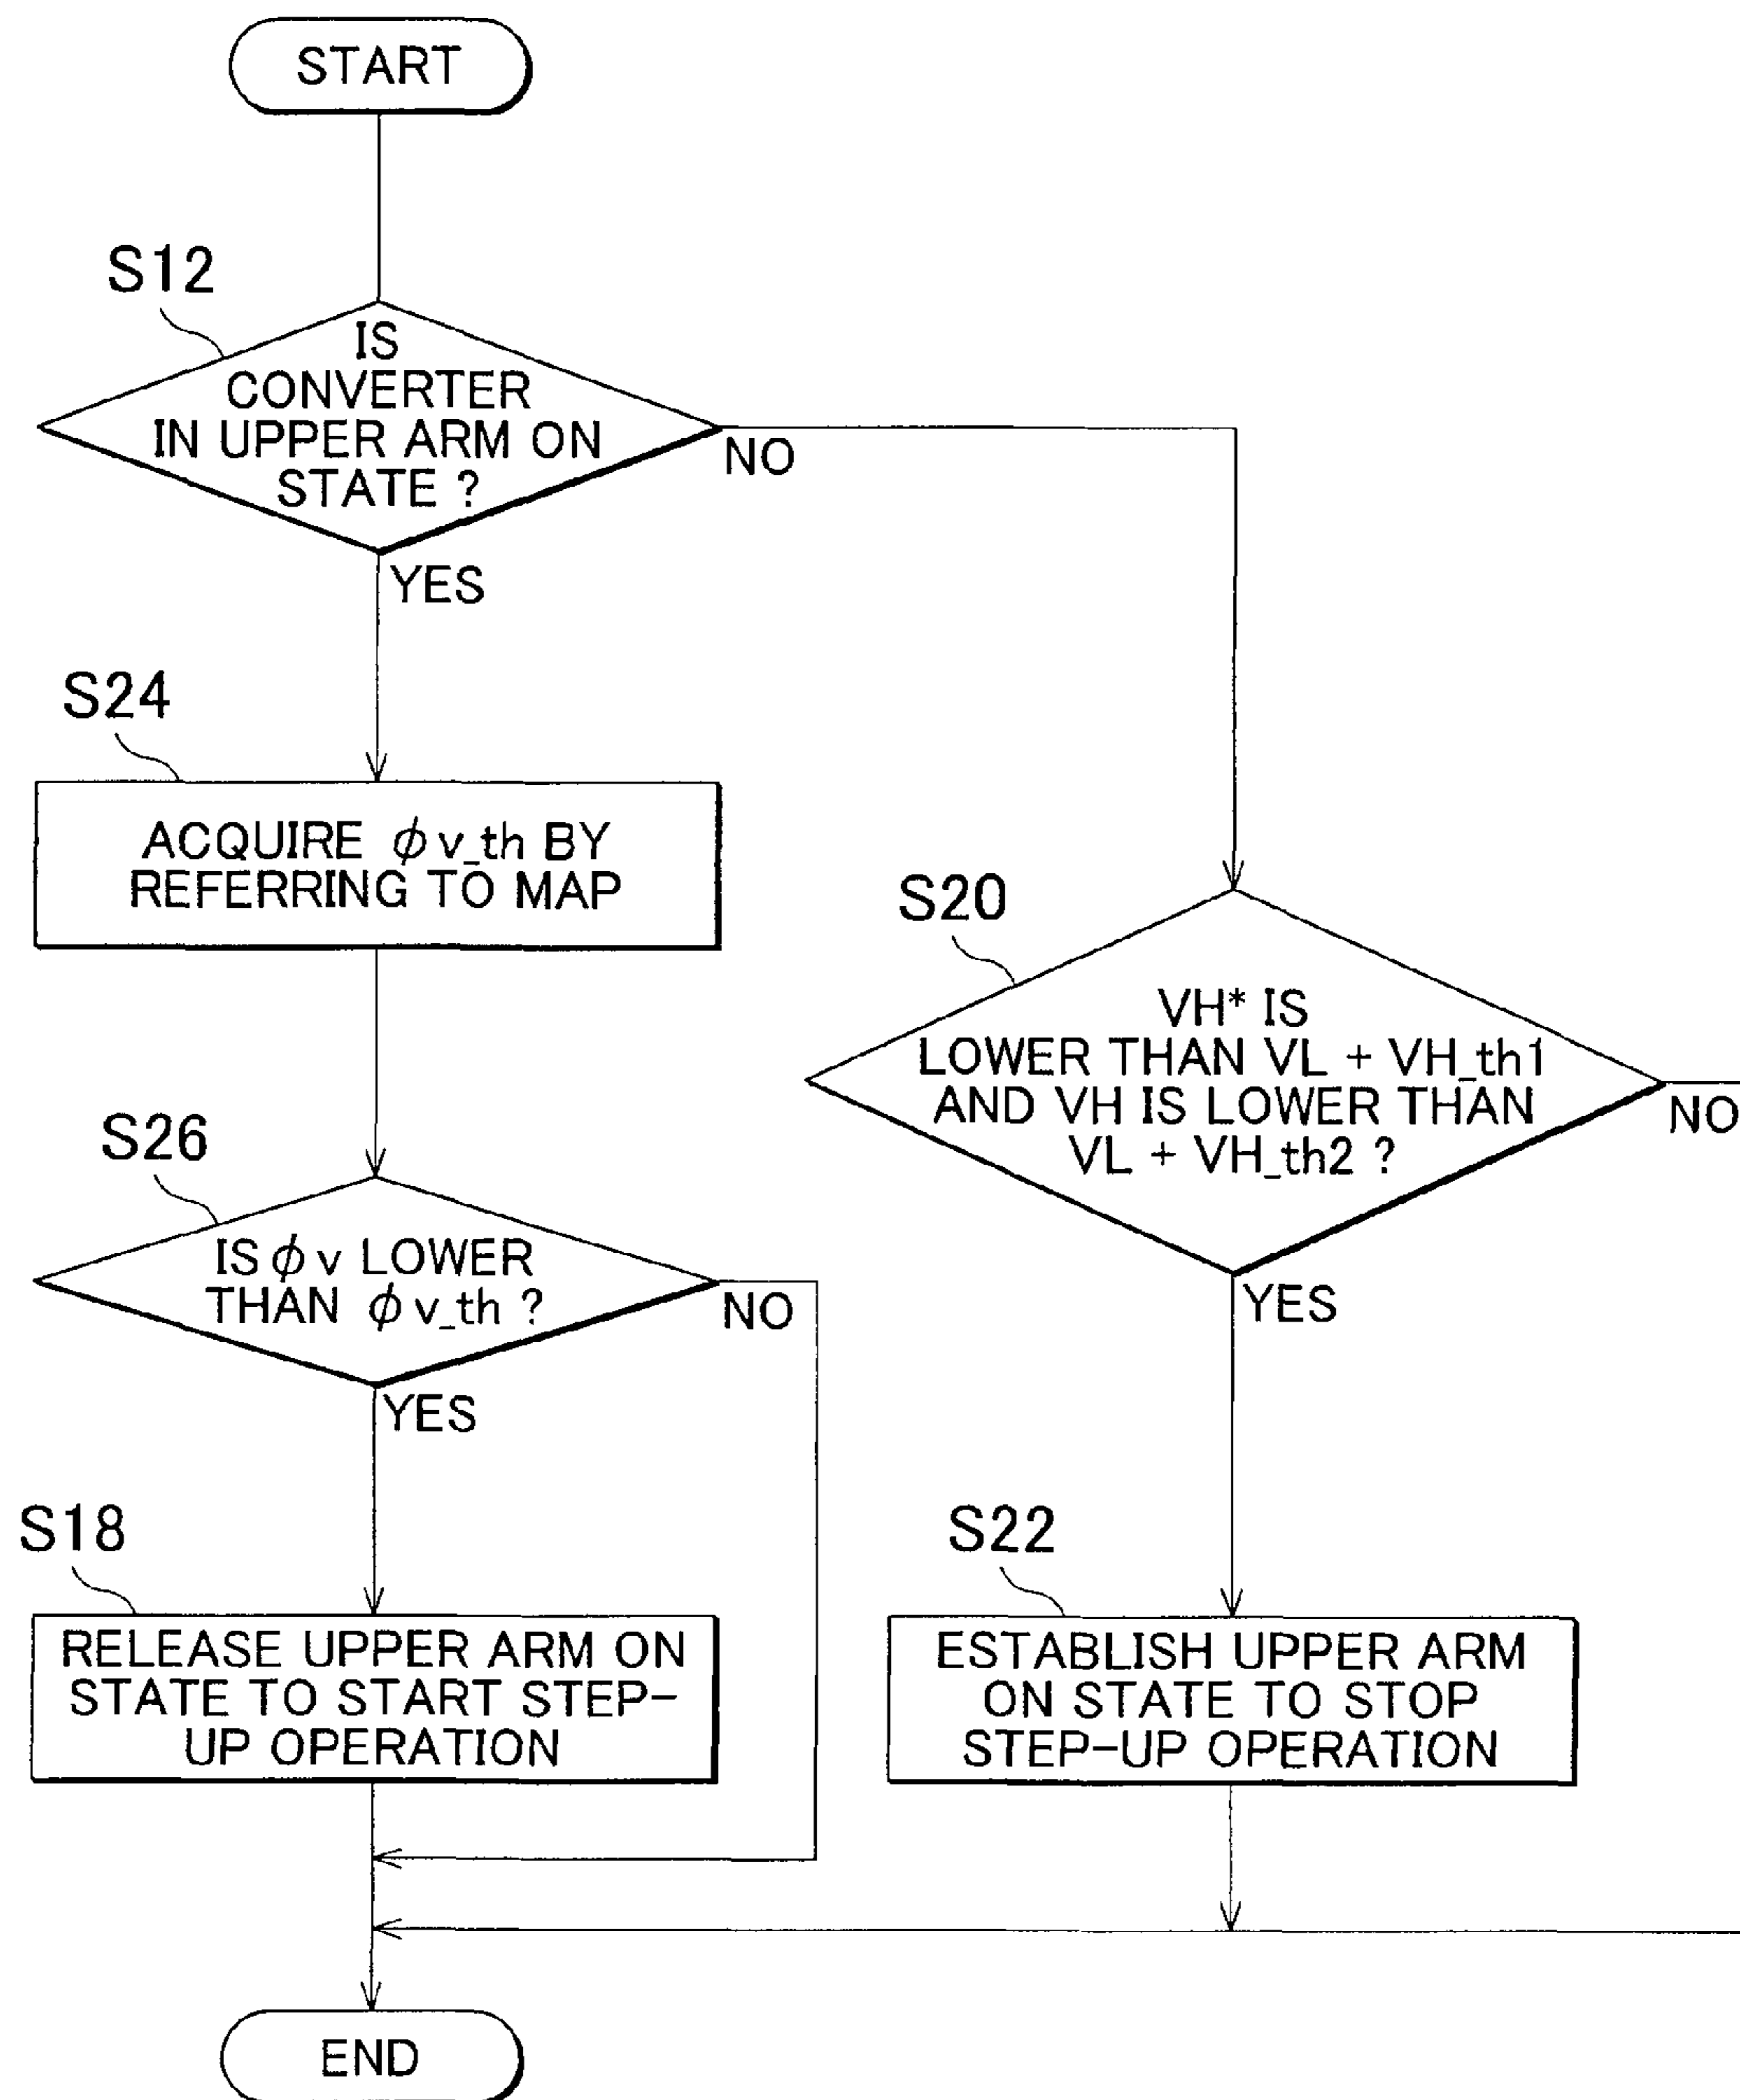 START
S12
IS
CONVERTER
IN UPPER ARM ON
STATE ?
NO
YES
S24
ACQUIRE ϕv_th BY
REFERRING TO MAP
S20
VH* IS
LOWER THAN VL + VH_th1
AND VH IS LOWER THAN
VL + VH_th2 ?
NO
YES
S26
IS ϕv LOWER
THAN ϕv_th ?
NO
YES
S18
RELEASE UPPER ARM ON
STATE TO START STEP-
UP OPERATION
S22
ESTABLISH UPPER ARM
ON STATE TO STOP
STEP-UP OPERATION
END